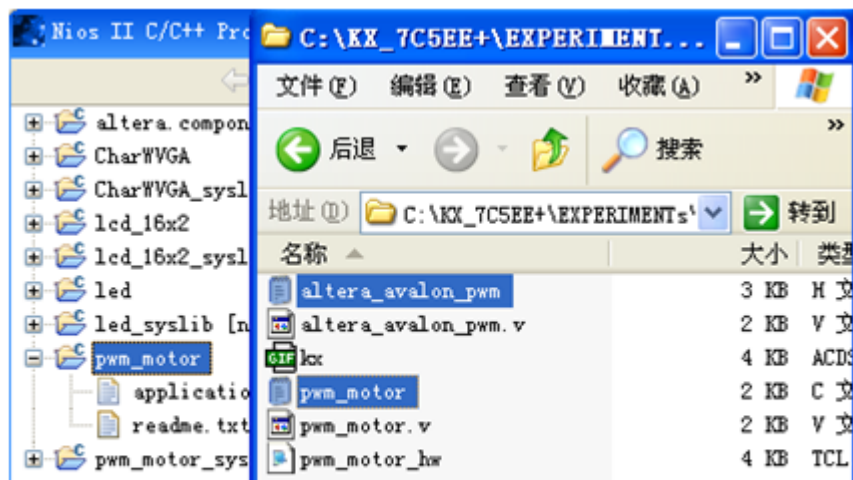 Nios II C/C++ Pro
altera.compon
CharWVGA
CharWVGA_sysl
lcd_16x2
lcd_16x2_sysl
led
led_syslib [n
pwm_motor
applicatio
readme.txt
pwm_motor_sys
C:\KX_7C5EE+\EXPERIMENT...
文件(F) 编辑(E) 查看(V) 收藏(A) »
后退 搜索 »
地址(D) C:\KX_7C5EE+\EXPERIMENTs\ 转到
名称 大小 类型
altera_avalon_pwm 3 KB H 文
altera_avalon_pwm.v 2 KB V 文
GIF kx 4 KB ACDS
pwm_motor 2 KB C 文
pwm_motor.v 2 KB V 文
pwm_motor_hw 4 KB TCL